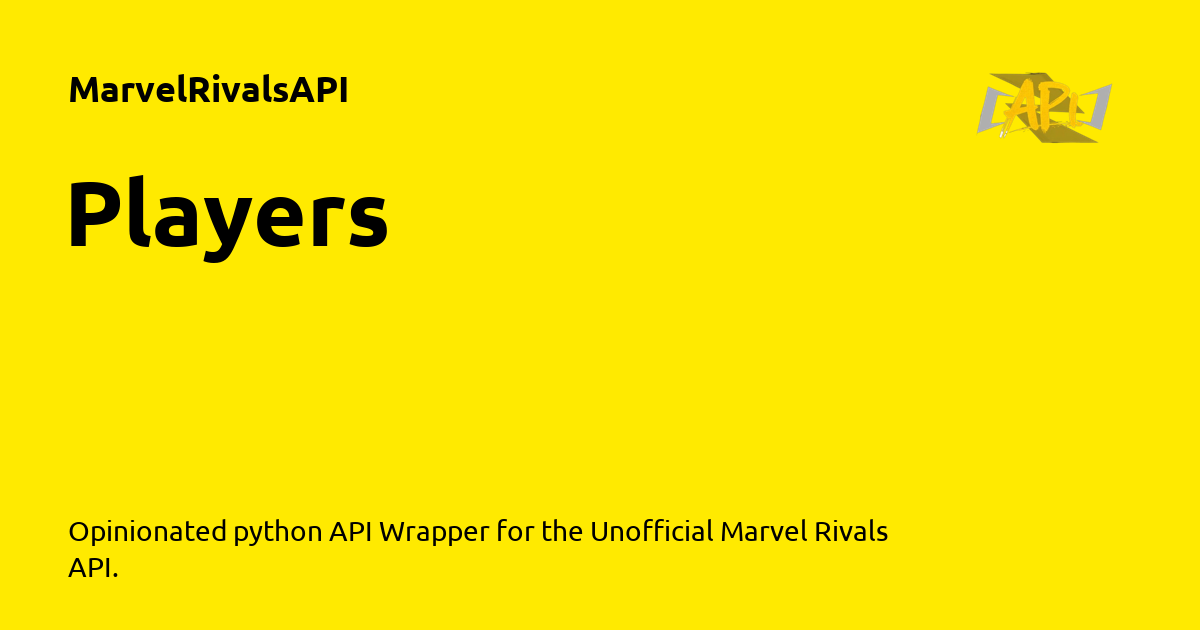 MarvelRivalsAPI
API
Players
Opinionated python API Wrapper for the Unofficial Marvel Rivals
API.